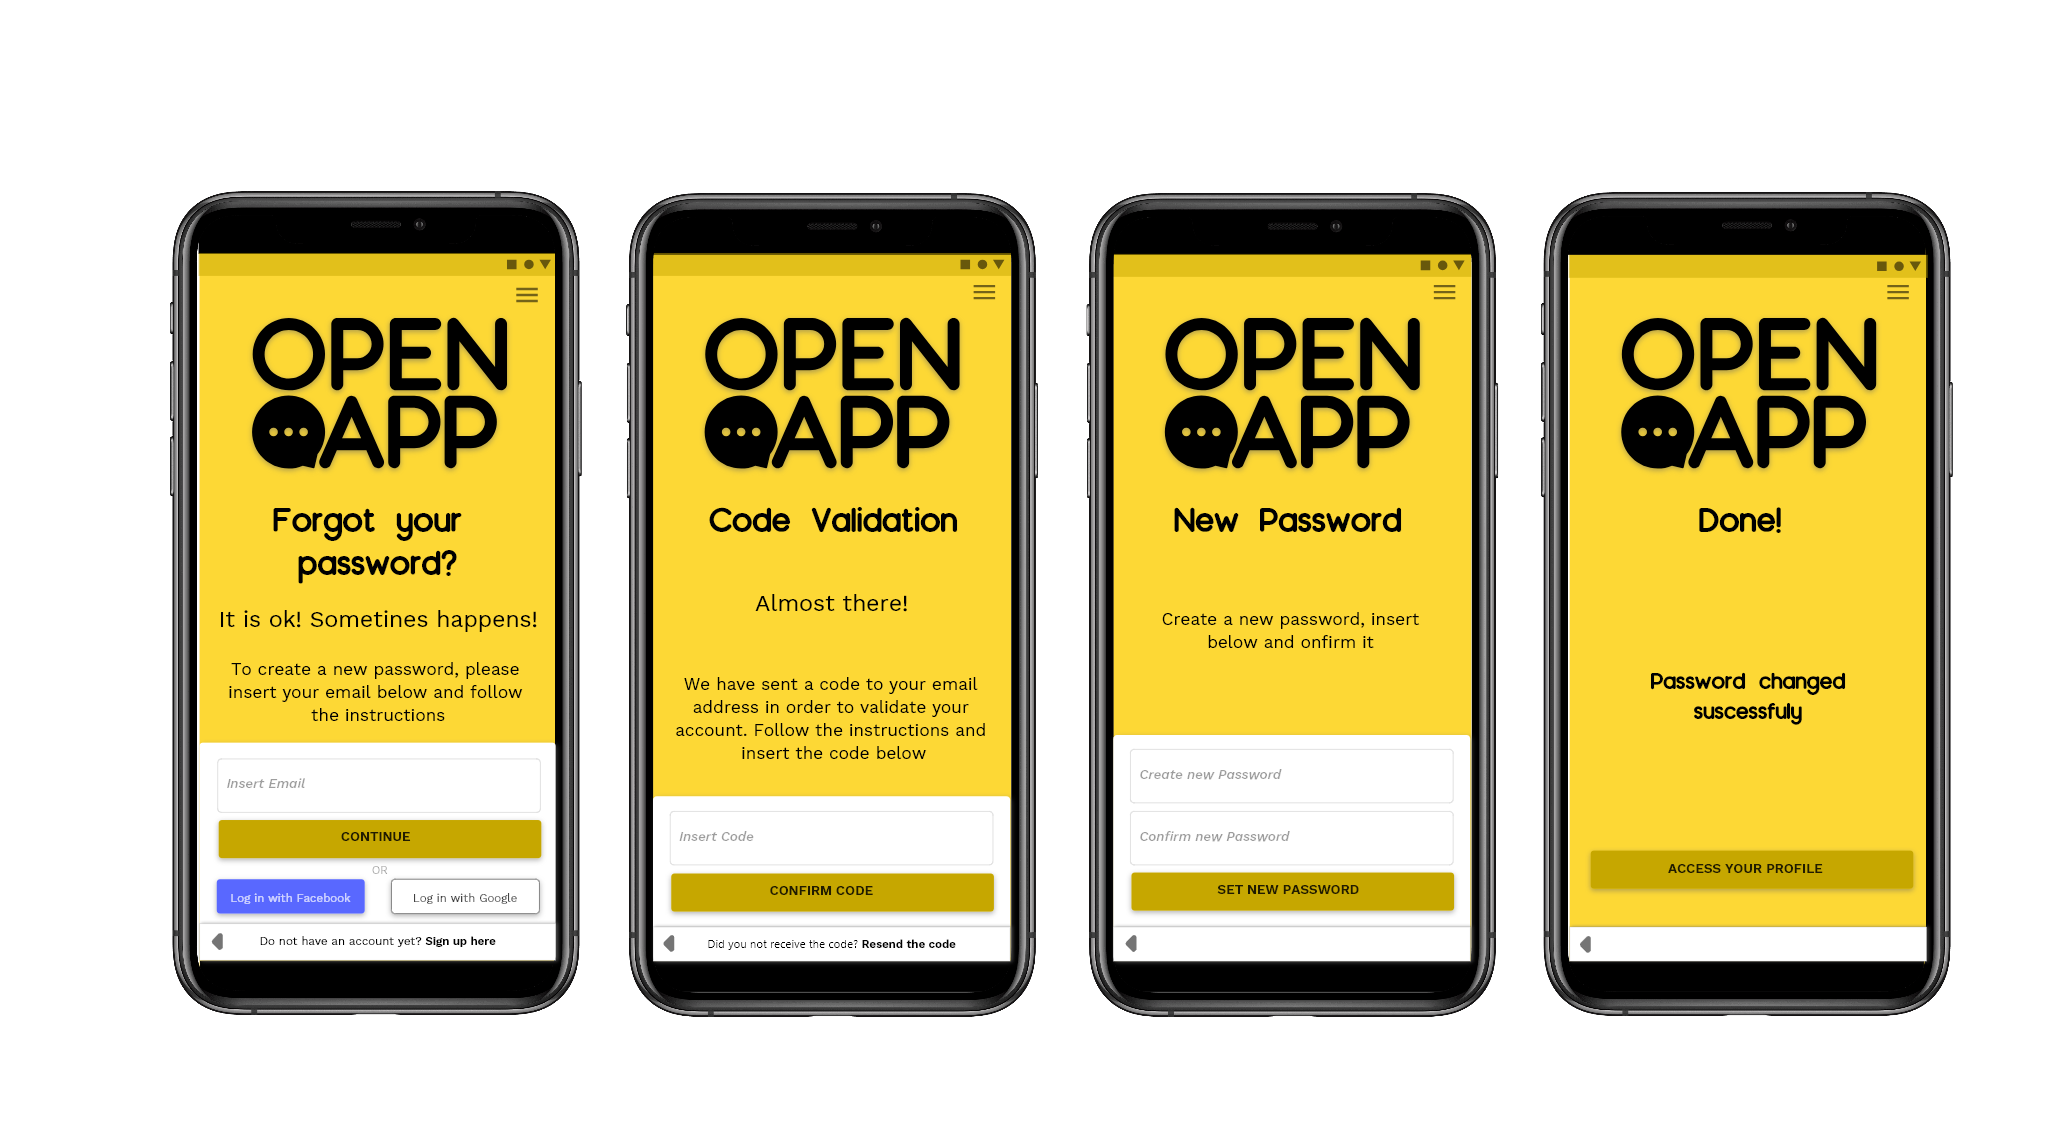 OPEN
APP
Forgot your
password?
It is ok! Sometines happens!
To create a new password, please
insert your email below and follow
the instructions
Insert Email
CONTINUE
OR
Log in with Facebook
Log in with Google
Do not have an account yet? Sign up here
OPEN
APP
Code Validation
Almost there!
We have sent a code to your email
address in order to validate your
account. Follow the instructions and
insert the code below
Insert Code
CONFIRM CODE
Did you not receive the code? Resend the code
OPEN
APP
New Password
Create a new password, insert
below and onfirm it
Create new Password
Confirm new Password
SET NEW PASSWORD
OPEN
APP
Done!
Password changed
suscessfuly
ACCESS YOUR PROFILE